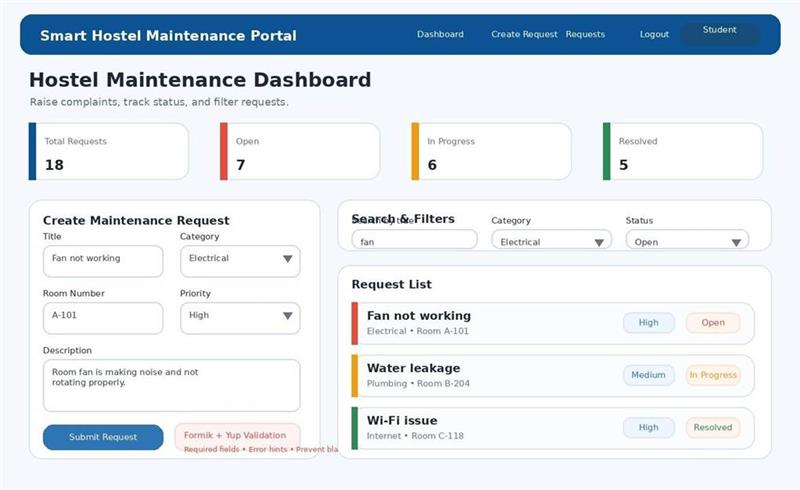 Smart Hostel Maintenance Portal
Dashboard Create Request Requests Logout Student
Hostel Maintenance Dashboard
Raise complaints, track status, and filter requests.
Total Requests
18
Open
7
In Progress
6
Resolved
5
Create Maintenance Request
Title
Fan not working
Category
Electrical
Room Number
A-101
Priority
High
Description
Room fan is making noise and not
rotating properly.
Submit Request
Formik + Yup Validation
Required fields • Error hints • Prevent bla
Search & Filters
fan
Category
Electrical
Status
Open
Request List
Fan not working
Electrical • Room A-101
High
Open
Water leakage
Plumbing • Room B-204
Medium
In Progress
Wi-Fi issue
Internet • Room C-118
High
Resolved